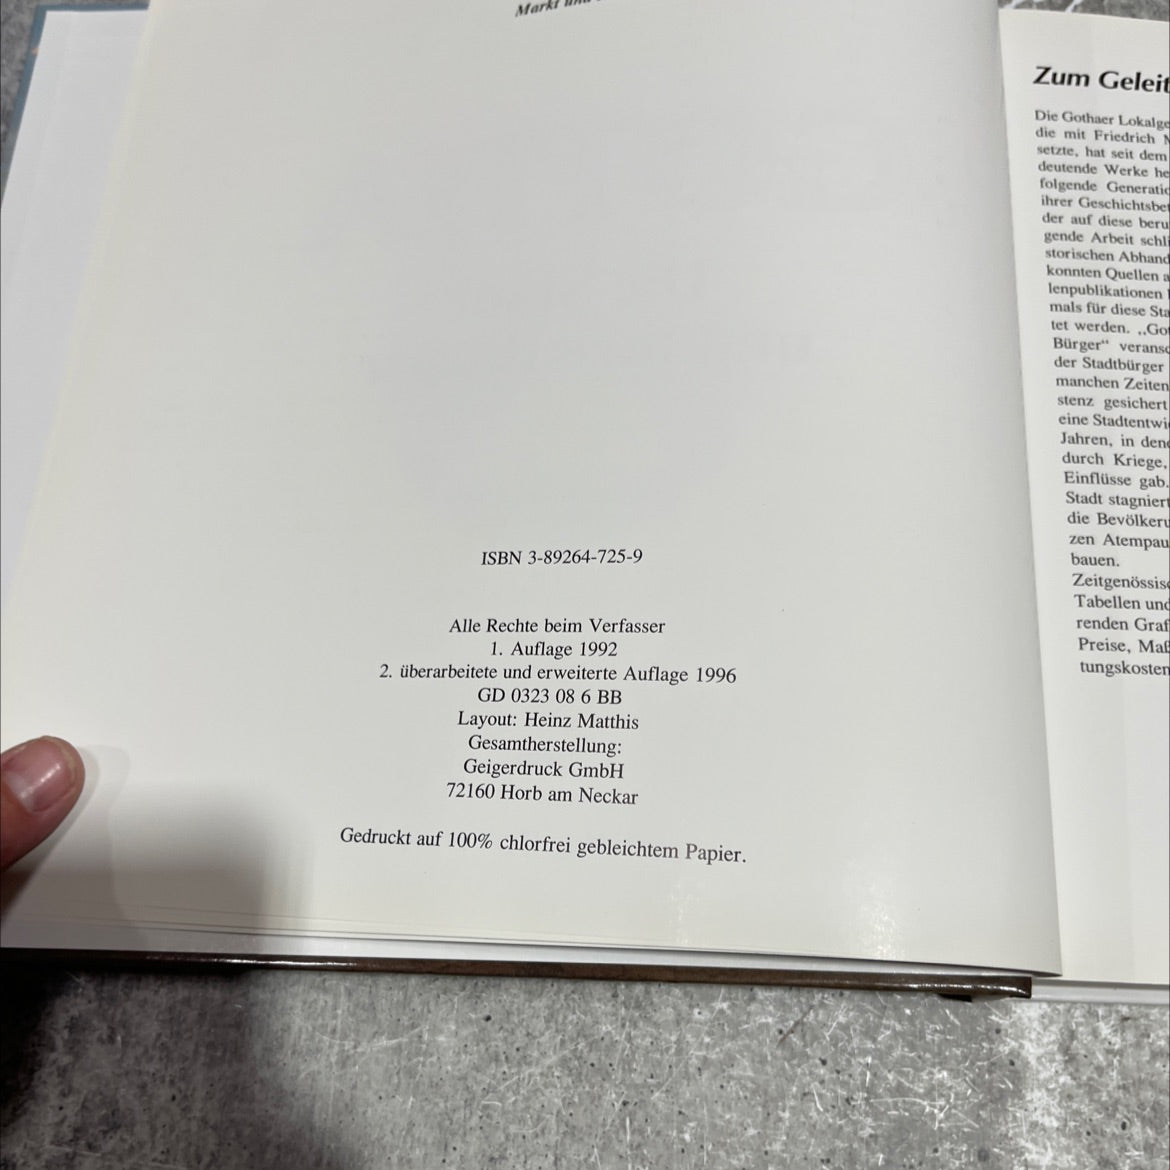 Markt und
ISBN 3-89264-725-9
Alle Rechte beim Verfasser
1. Auflage 1992
2. überarbeitete und erweiterte Auflage 1996
GD 0323 08 6 BB
Layout: Heinz Matthis
Gesamtherstellung:
Geigerdruck GmbH
72160 Horb am Neckar
Gedruckt auf 100% chlorfrei gebleichtem Papier.
Zum Geleit
Die Gothaer Lokalge
die mit Friedrich
setzte, hat seit dem
deutende Werke he
folgende Generatio
ihrer Geschichtsbe
der auf diese beru
gende Arbeit schli
storischen Abhand
konnten Quellen a
lenpublikationen
mals für diese Sta
tet werden. „Go
Bürger“ veransc
der Stadtbürger
manchen Zeiten
stenz gesichert
eine Stadtentwi
Jahren, in dene
durch Kriege,
Einflüsse gab.
Stadt stagniert
die Bevölkeru
zen Atempau
bauen.
Zeitgenössisc
Tabellen und
renden Graf
Preise, Maß
tungskosten